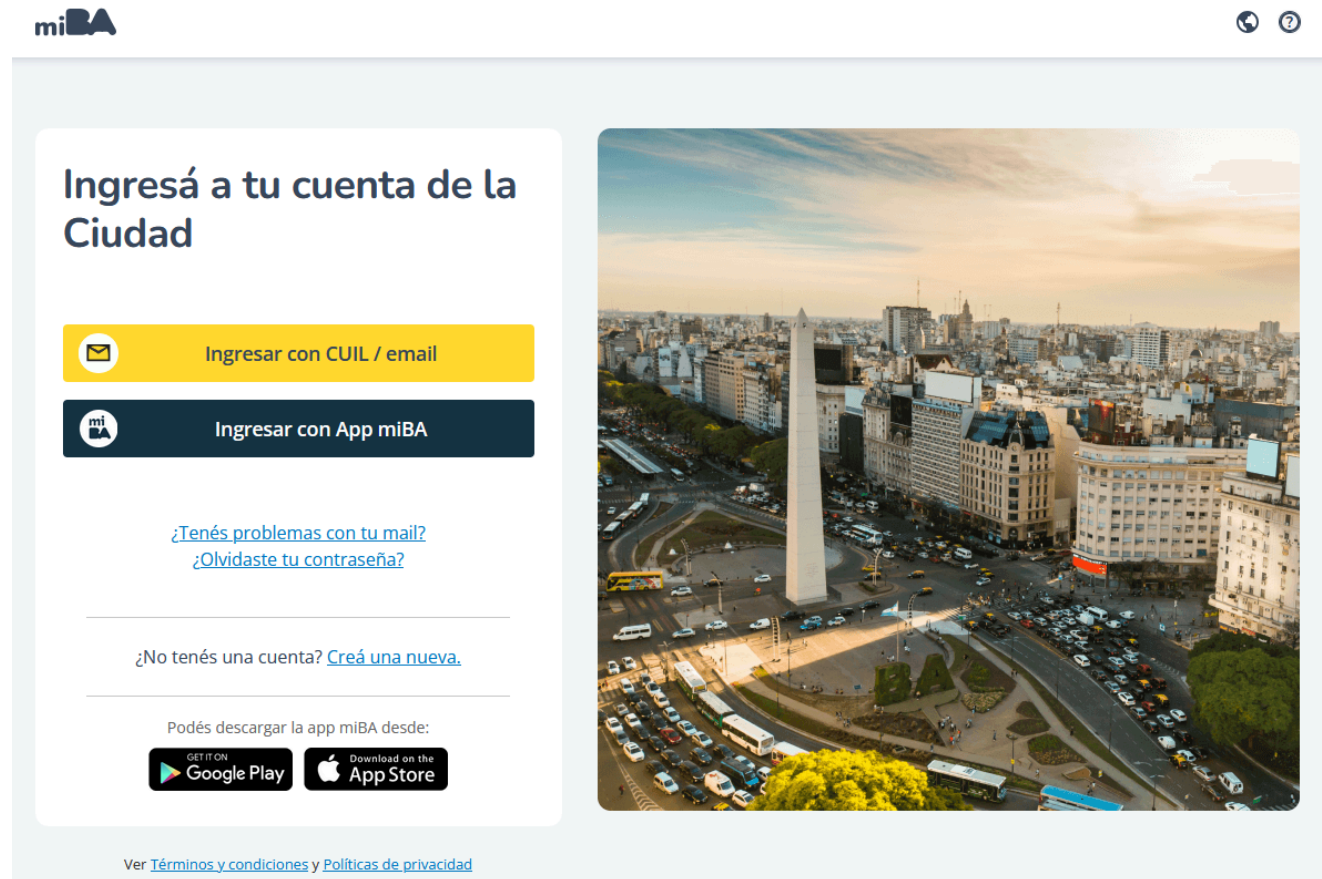 miBA
Ingresá a tu cuenta de la
Ciudad
Ingresar con CUIL / email
mi
BA
Ingresar con App miBA
¿Tenés problemas con tu mail?
¿Olvidaste tu contraseña?
¿No tenés una cuenta? Creá una nueva.
Podés descargar la app miBA desde:
GET IT ON
Google Play
Download on the
App Store
Ver Términos y condiciones y Políticas de privacidad